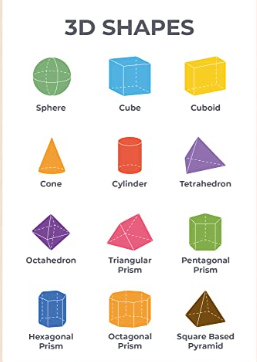 3D SHAPES
Sphere
Cube
Cuboid
Cone
Cylinder
Tetrahedron
Octahedron
Triangular
Prism
Pentagonal
Prism
Hexagonal
Prism
Octagonal
Prism
Square Based
Pyramid